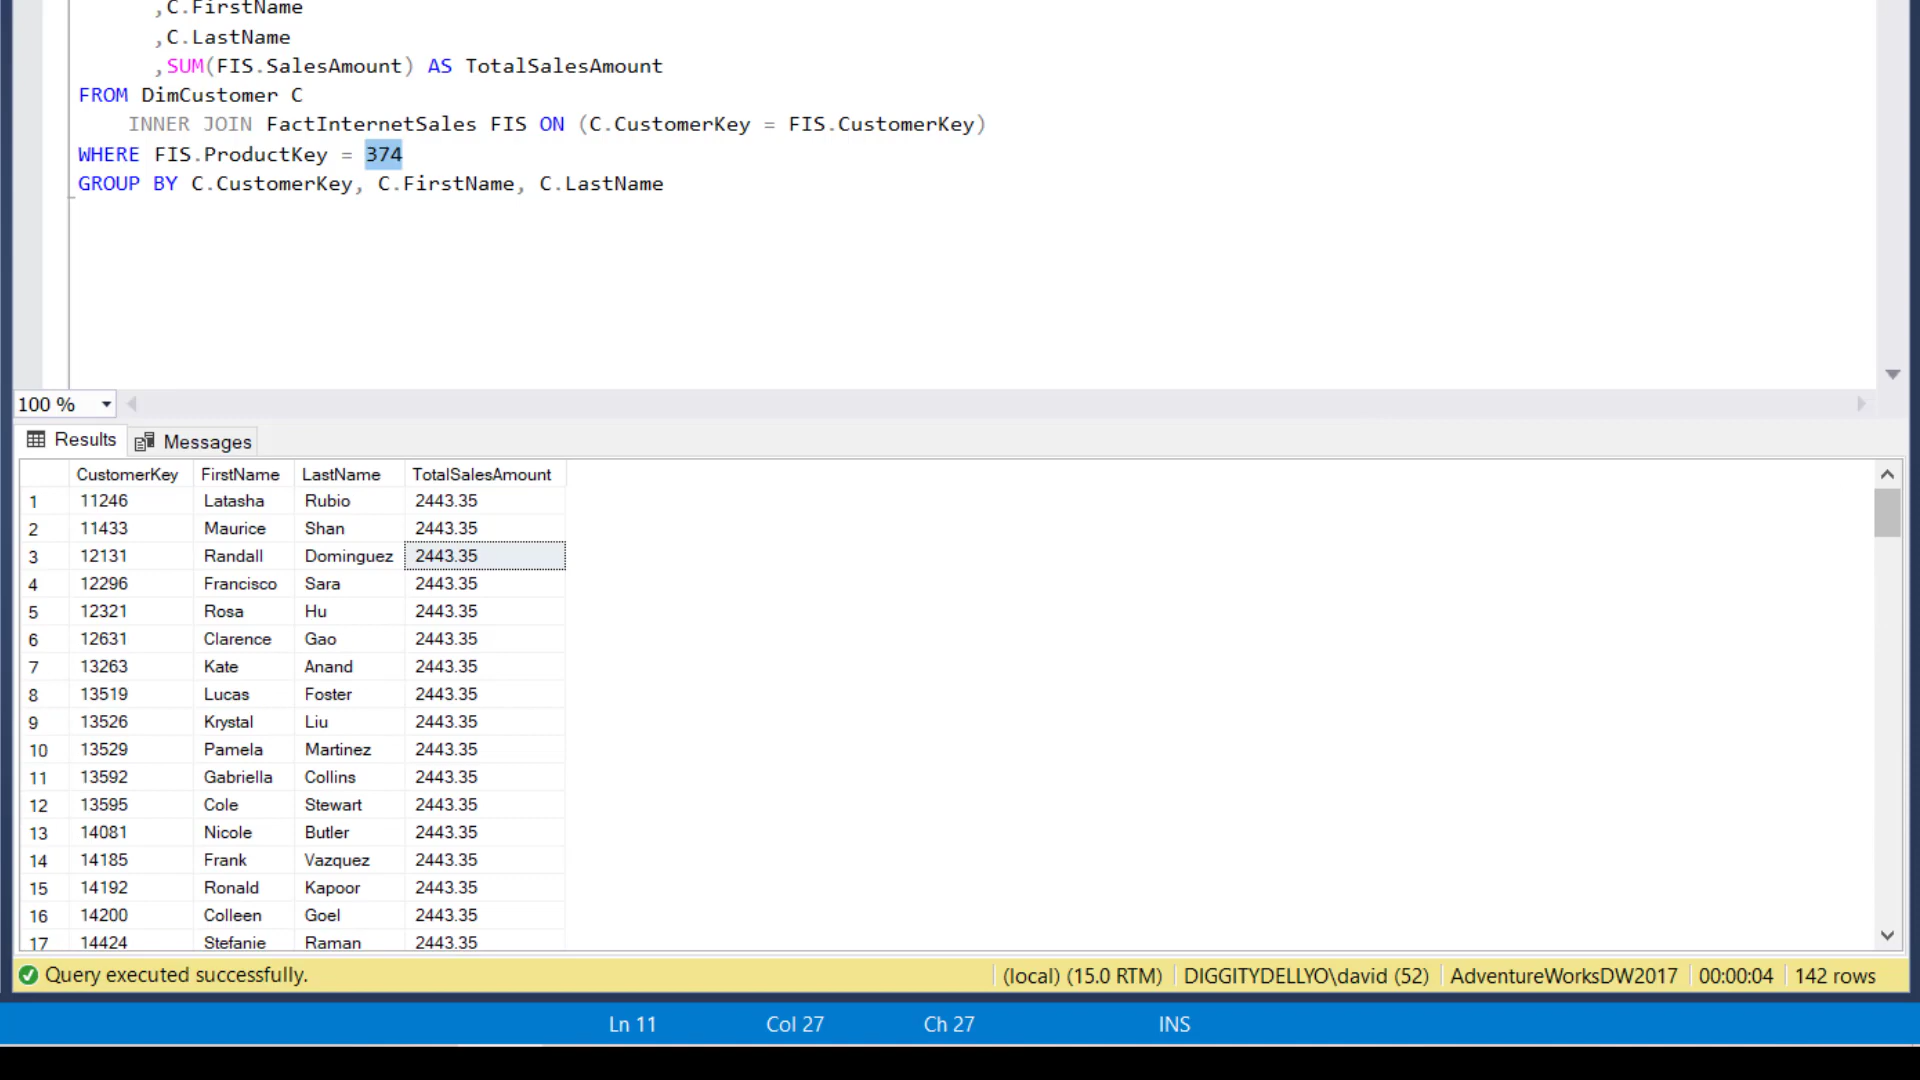 ,C.FirstName
,C.LastName
,SUM(FIS.SalesAmount) AS TotalSalesAmount
FROM DimCustomer C
INNER JOIN FactInternetSales FIS ON (C.CustomerKey = FIS.CustomerKey)
WHERE FIS.ProductKey = 374
GROUP BY C.CustomerKey, C.FirstName, C.LastName
100 %
Results Messages
CustomerKey FirstName LastName TotalSalesAmount
1 11246 Latasha Rubio 2443.35
2 11433 Maurice Shan 2443.35
3 12131 Randall Dominguez 2443.35
4 12296 Francisco Sara 2443.35
5 12321 Rosa Hu 2443.35
6 12631 Clarence Gao 2443.35
7 13263 Kate Anand 2443.35
8 13519 Lucas Foster 2443.35
9 13526 Krystal Liu 2443.35
10 13529 Pamela Martinez 2443.35
11 13592 Gabriella Collins 2443.35
12 13595 Cole Stewart 2443.35
13 14081 Nicole Butler 2443.35
14 14185 Frank Vazquez 2443.35
15 14192 Ronald Kapoor 2443.35
16 14200 Colleen Goel 2443.35
17 14424 Stefanie Raman 2443.35
Query executed successfully. (local) (15.0 RTM) DIGGITYDELLYO\david (52) AdventureWorksDW2017 00:00:04 142 rows
Ln 11 Col 27 Ch 27 INS